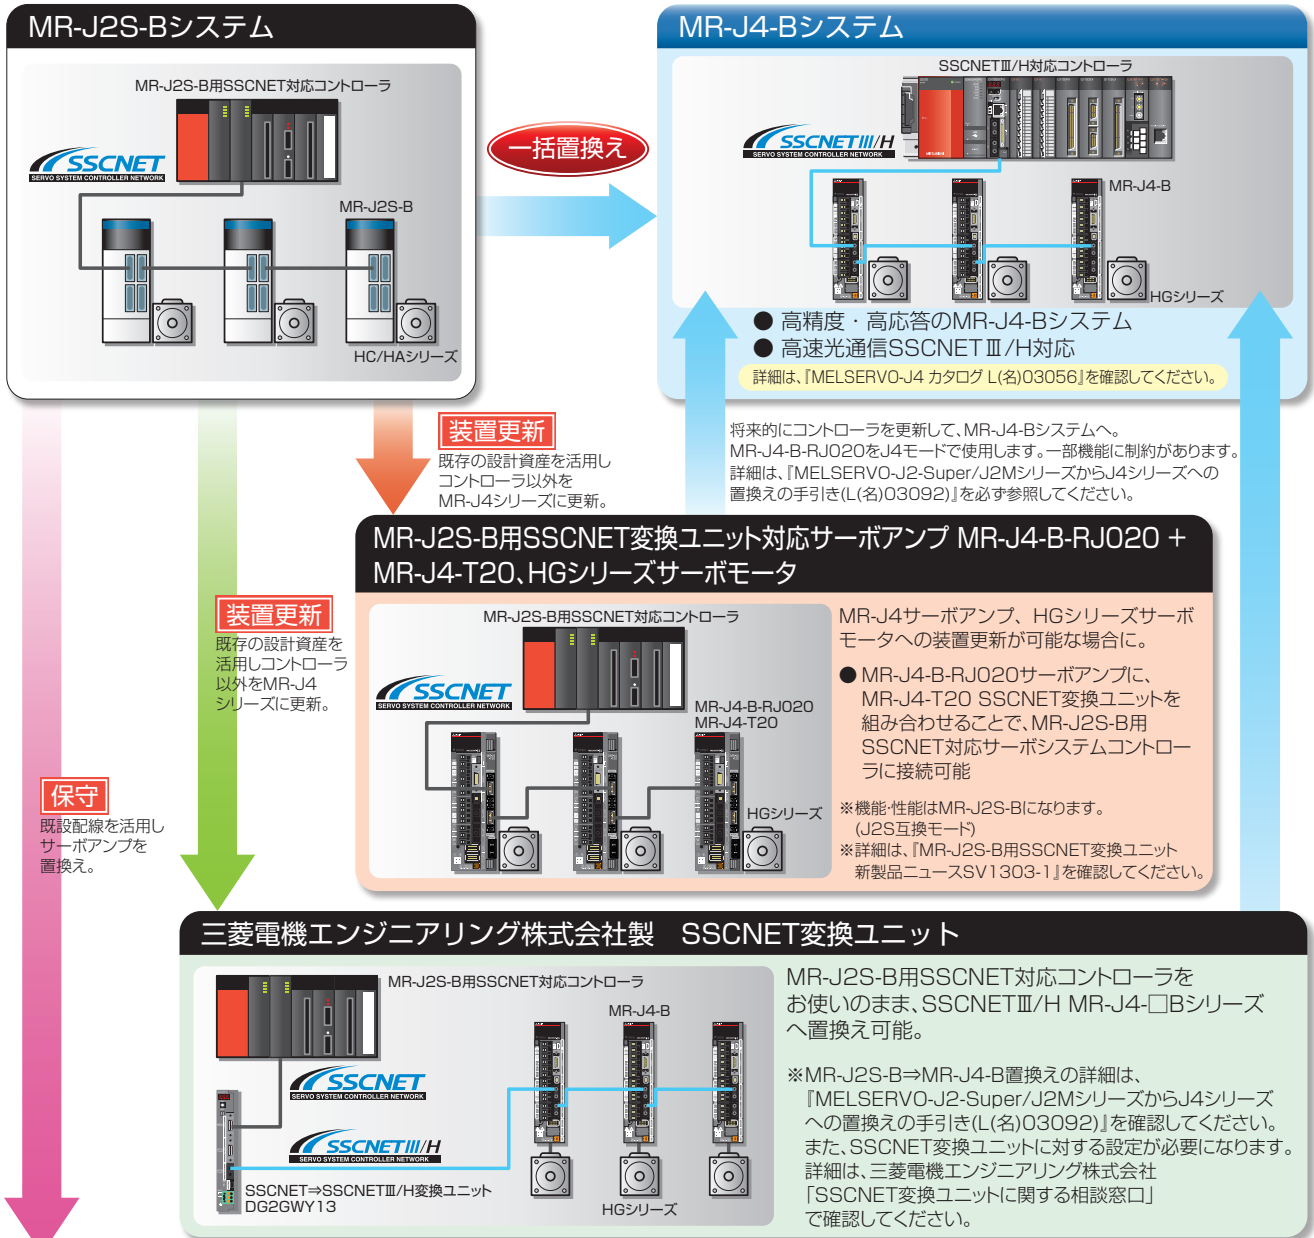 MR-J2S-Bシステム
MR-J2S-B用SSCNET対応コントローラ
SSCNET
SERVO SYSTEM CONTROLLER NETWORK
MR-J2S-B
HC/HAシリーズ
一括置換え
MR-J4-Bシステム
SSCNETⅢ/H対応コントローラ
SSCNETⅢ/H
SERVO SYSTEM CONTROLLER NETWORK
MR-J4-B
HGシリーズ
● 高精度・高応答のMR-J4-Bシステム
● 高速光通信SSCNETⅢ/H対応
詳細は、『MELSERVO-J4 カタログ L(名)03056』を確認してください。
装置更新
既存の設計資産を活用し
コントローラ以外を
MR-J4シリーズに更新。
将来的にコントローラを更新して、MR-J4-Bシステムへ。
MR-J4-B-RJ020をJ4モードで使用します。一部機能に制約があります。
詳細は、『MELSERVO-J2-Super/J2MシリーズからJ4シリーズへの
置換えの手引き(L(名)03092)』を必ず参照してください。
MR-J2S-B用SSCNET変換ユニット対応サーボアンプ MR-J4-B-RJ020 +
MR-J4-T20、HGシリーズサーボモータ
MR-J2S-B用SSCNET対応コントローラ
SSCNET
SERVO SYSTEM CONTROLLER NETWORK
MR-J4-B-RJ020
MR-J4-T20
HGシリーズ
MR-J4サーボアンプ、HGシリーズサーボ
モータへの装置更新が可能な場合に。
● MR-J4-B-RJ020サーボアンプに、
MR-J4-T20 SSCNET変換ユニットを
組み合わせることで、MR-J2S-B用
SSCNET対応サーボシステムコントロー
ラに接続可能
※機能・性能はMR-J2S-Bになります。
(J2S互換モード)
※詳細は、『MR-J2S-B用SSCNET変換ユニット
新製品ニュースSV1303-1』を確認してください。
装置更新
既存の設計資産を
活用しコントローラ
以外をMR-J4
シリーズに更新。
保守
既設配線を活用し
サーボアンプを
置換え。
三菱電機エンジニアリング株式会社製　SSCNET変換ユニット
MR-J2S-B用SSCNET対応コントローラ
SSCNET
SERVO SYSTEM CONTROLLER NETWORK
SSCNETⅢ/H
SERVO SYSTEM CONTROLLER NETWORK
SSCNET⇒SSCNETⅢ/H変換ユニット
DG2GWY13
MR-J4-B
HGシリーズ
MR-J2S-B用SSCNET対応コントローラを
お使いのまま、SSCNETⅢ/H MR-J4-□Bシリーズ
へ置換え可能。
※MR-J2S-B⇒MR-J4-B置換えの詳細は、
『MELSERVO-J2-Super/J2MシリーズからJ4シリーズ
への置換えの手引き(L(名)03092)』を確認してください。
また、SSCNET変換ユニットに対する設定が必要になります。
詳細は、三菱電機エンジニアリング株式会社
「SSCNET変換ユニットに関する相談窓口」
で確認してください。